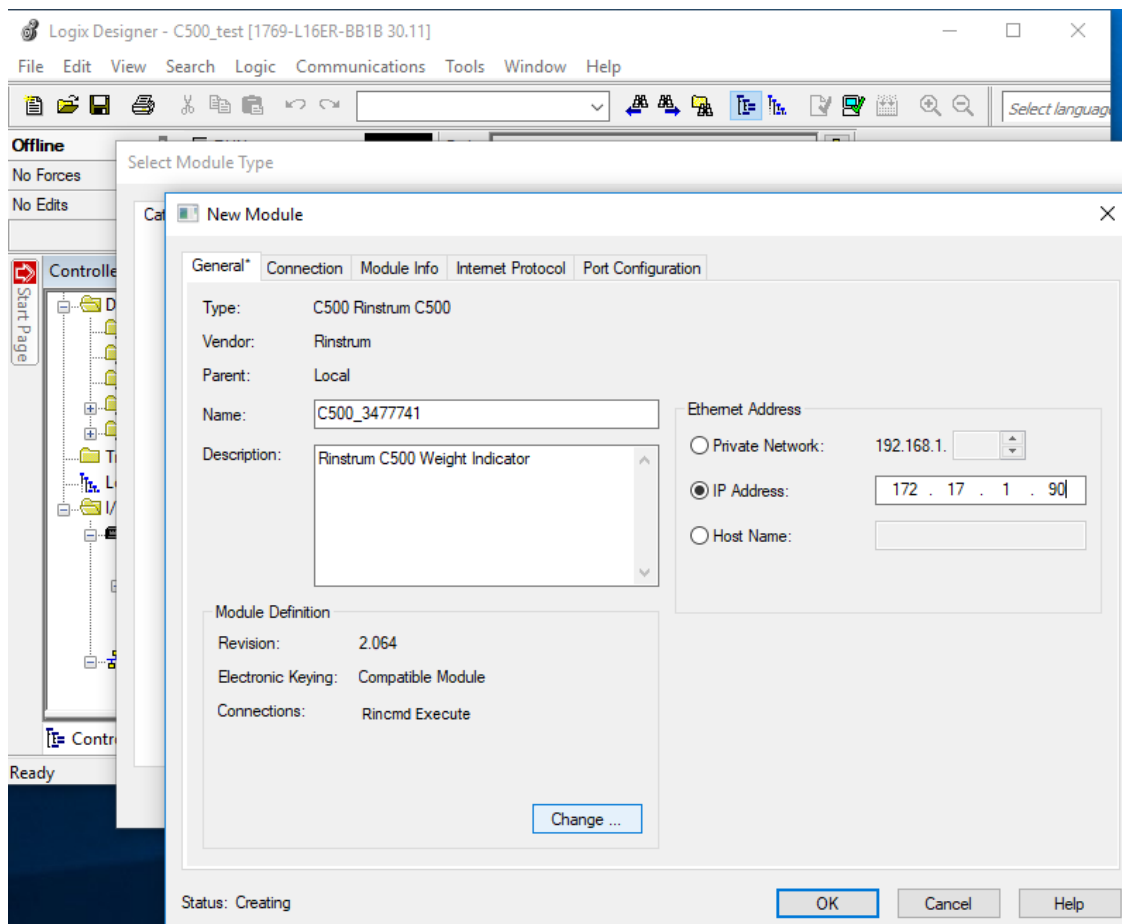 Logix Designer - C500_test [1769-L16ER-BB1B 30.11]
File Edit View Search Logic Communications Tools Window Help
Select language
Offline
No Forces
No Edits
Select Module Type
New Module
Start Page
General* Connection Module Info Internet Protocol Port Configuration
Type: C500 Rinstrum C500
Vendor: Rinstrum
Parent: Local
Name: C500_3477741
Description: Rinstrum C500 Weight Indicator
Ethernet Address
Private Network: 192.168.1.
IP Address: 172 . 17 . 1 . 90
Host Name:
Module Definition
Revision: 2.064
Electronic Keying: Compatible Module
Connections: Rincmd Execute
Change ...
Ready
Status: Creating
OK Cancel Help